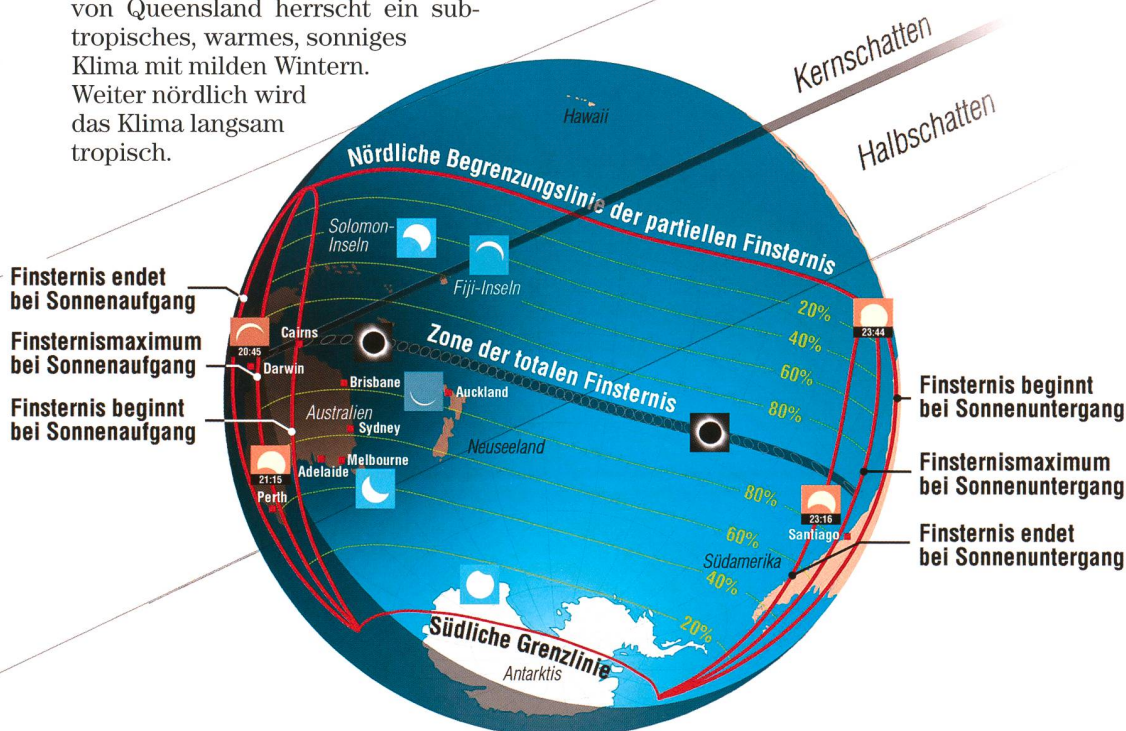 von Queensland herrscht ein sub-
tropisches, warmes, sonniges
Klima mit milden Wintern.
Weiter nördlich wird
das Klima langsam
tropisch.
Kernschatten
Halbschatten
Hawaii
Nördliche Begrenzungslinie der partiellen Finsternis
Solomon-
Inseln
Fiji-Inseln
Finsternis endet
bei Sonnenaufgang
Finsternismaximum
bei Sonnenaufgang
Finsternis beginnt
bei Sonnenaufgang
20:45
Cairns
Darwin
Zone der totalen Finsternis
Brisbane
Auckland
Australien
Sydney
Neuseeland
Melbourne
Adelaide
21:15
Perth
20%
40%
60%
80%
80%
60%
40%
20%
23:44
23:16
Santiago
Südamerika
Finsternis beginnt
bei Sonnenuntergang
Finsternismaximum
bei Sonnenuntergang
Finsternis endet
bei Sonnenuntergang
Südliche Grenzlinie
Antarktis